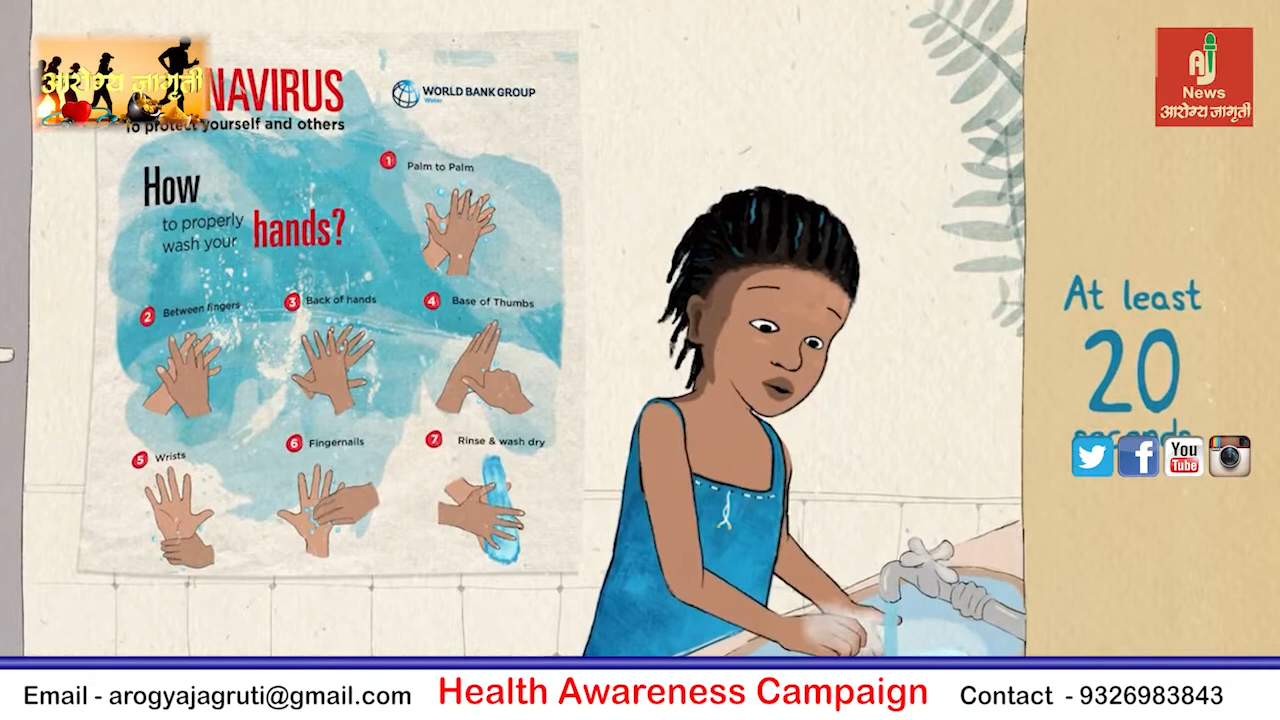 आरोग्य जागृती
NAVIRUS
To protect yourself and others
WORLD BANK GROUP
Water
How
to properly
wash your
hands?
1 Palm to Palm
2 Between fingers
3 Back of hands
4 Base of Thumbs
5 Wrists
6 Fingernails
7 Rinse & wash dry
AJ
News
आरोग्य जागृती
At least
20
seconds
You
Tube
Email - arogyajagruti@gmail.com
Health Awareness Campaign
Contact - 9326983843